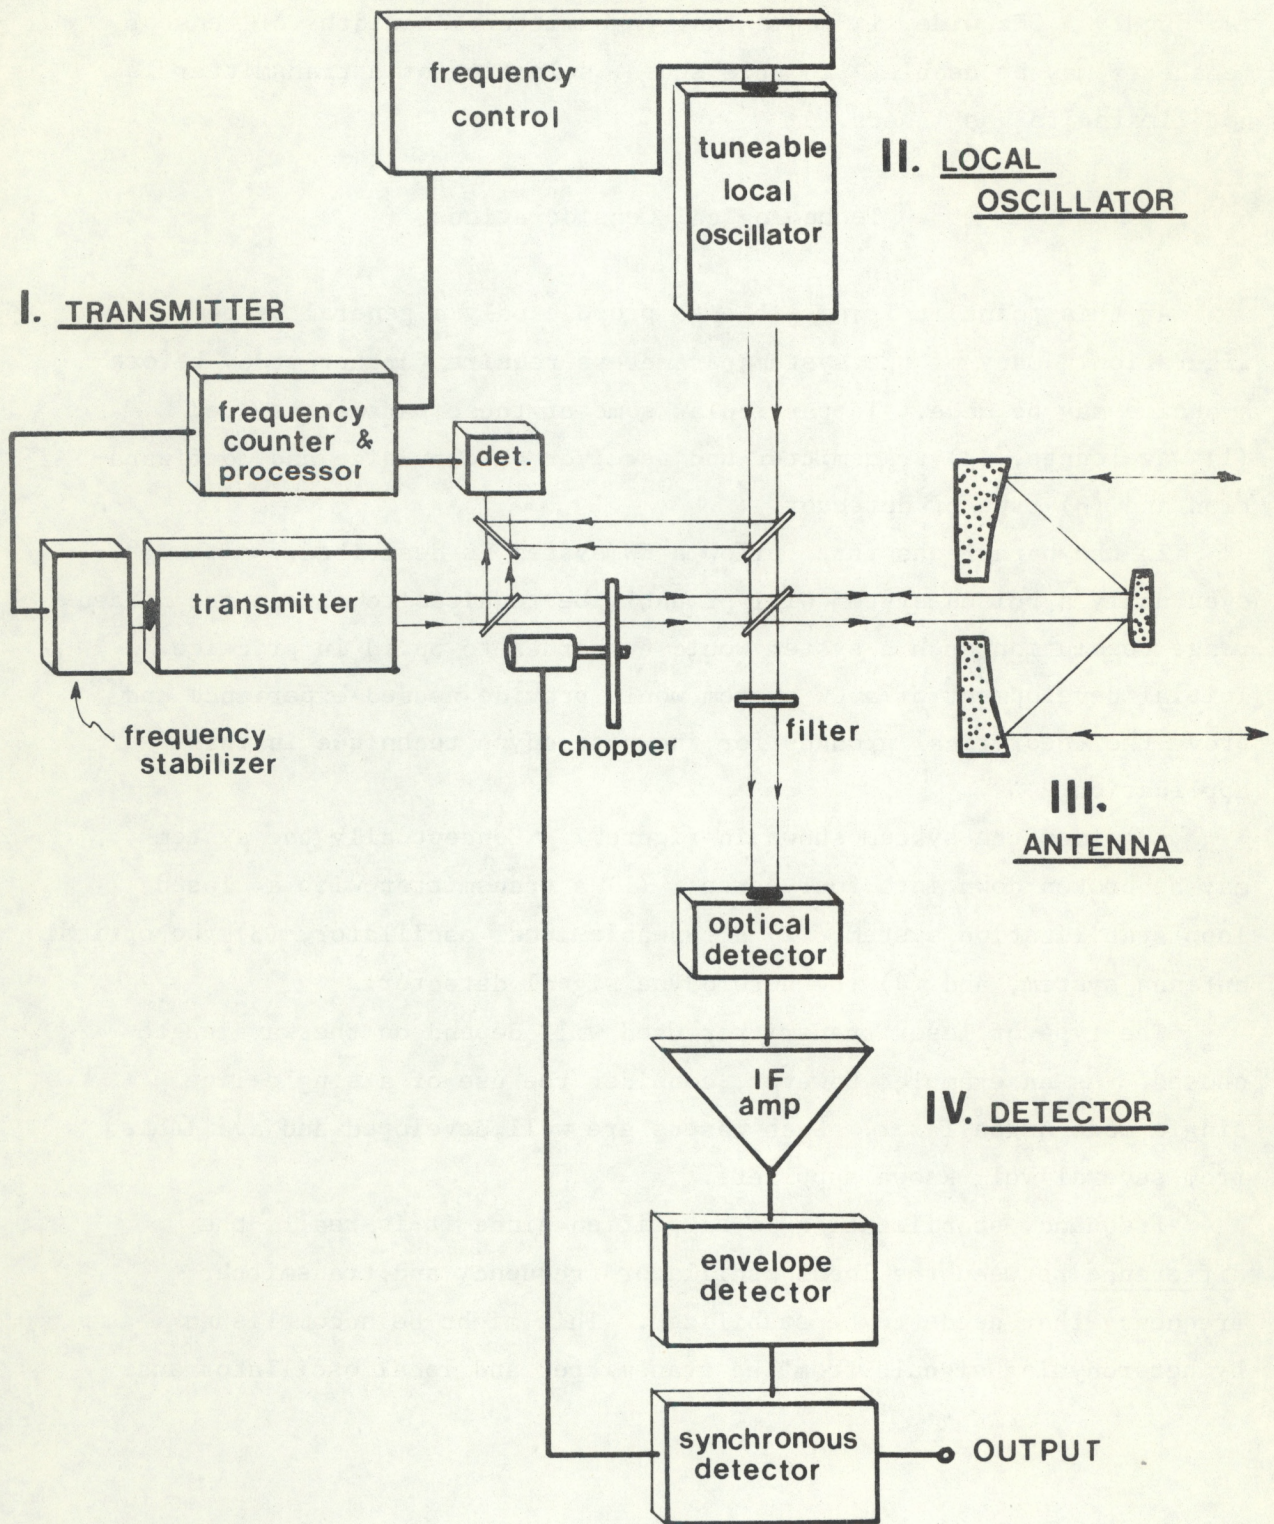 frequency
control
tuneable
local
oscillator
II. LOCAL
OSCILLATOR
I. TRANSMITTER
frequency
counter &
processor
det.
transmitter
frequency
stabilizer
chopper
filter
III.
ANTENNA
optical
detector
IF
amp
IV. DETECTOR
envelope
detector
synchronous
detector
OUTPUT